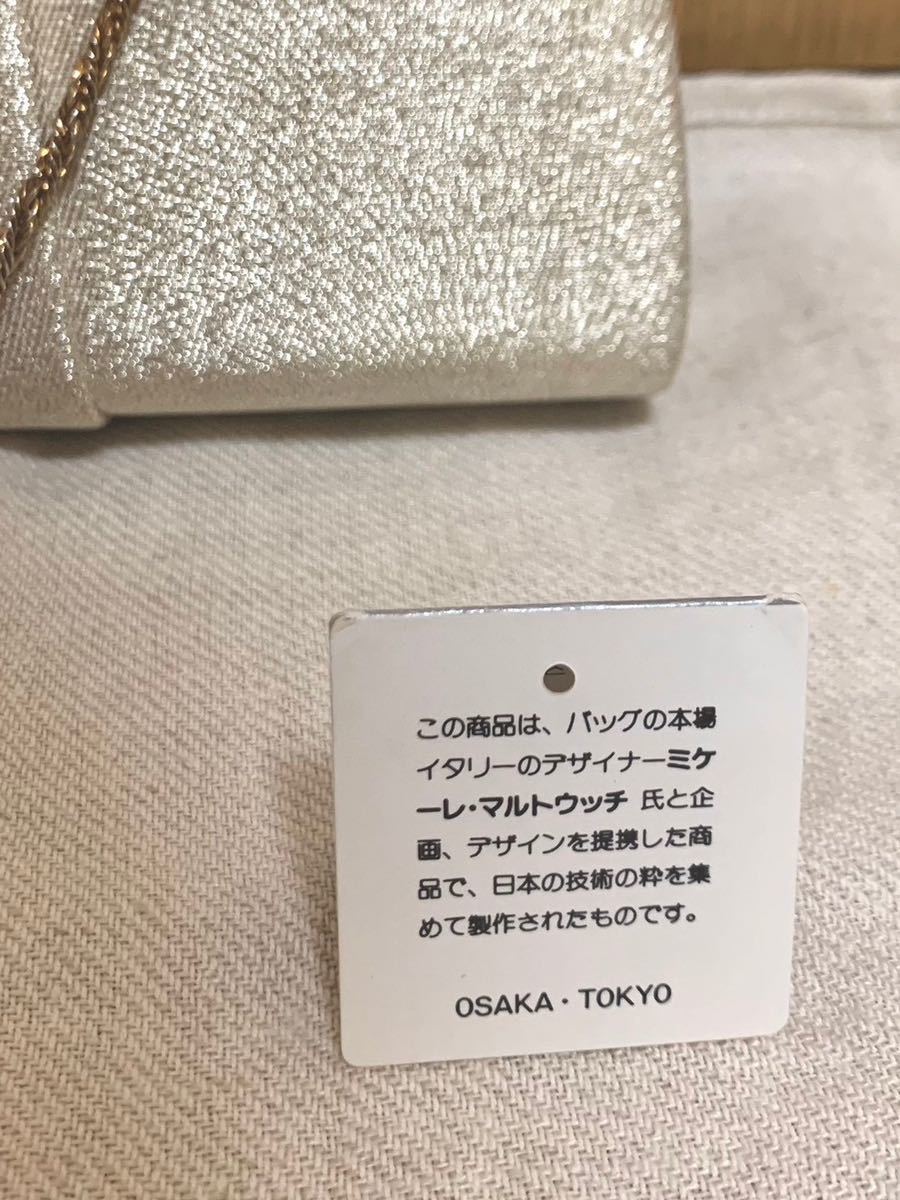 この商品は、バッグの本場
イタリーのデザイナーミケ
ーレ・マルトウッチ 氏と企
画、デザインを提携した商
品で、日本の技術の粋を集
めて製作されたものです。
OSAKA・TOKYO